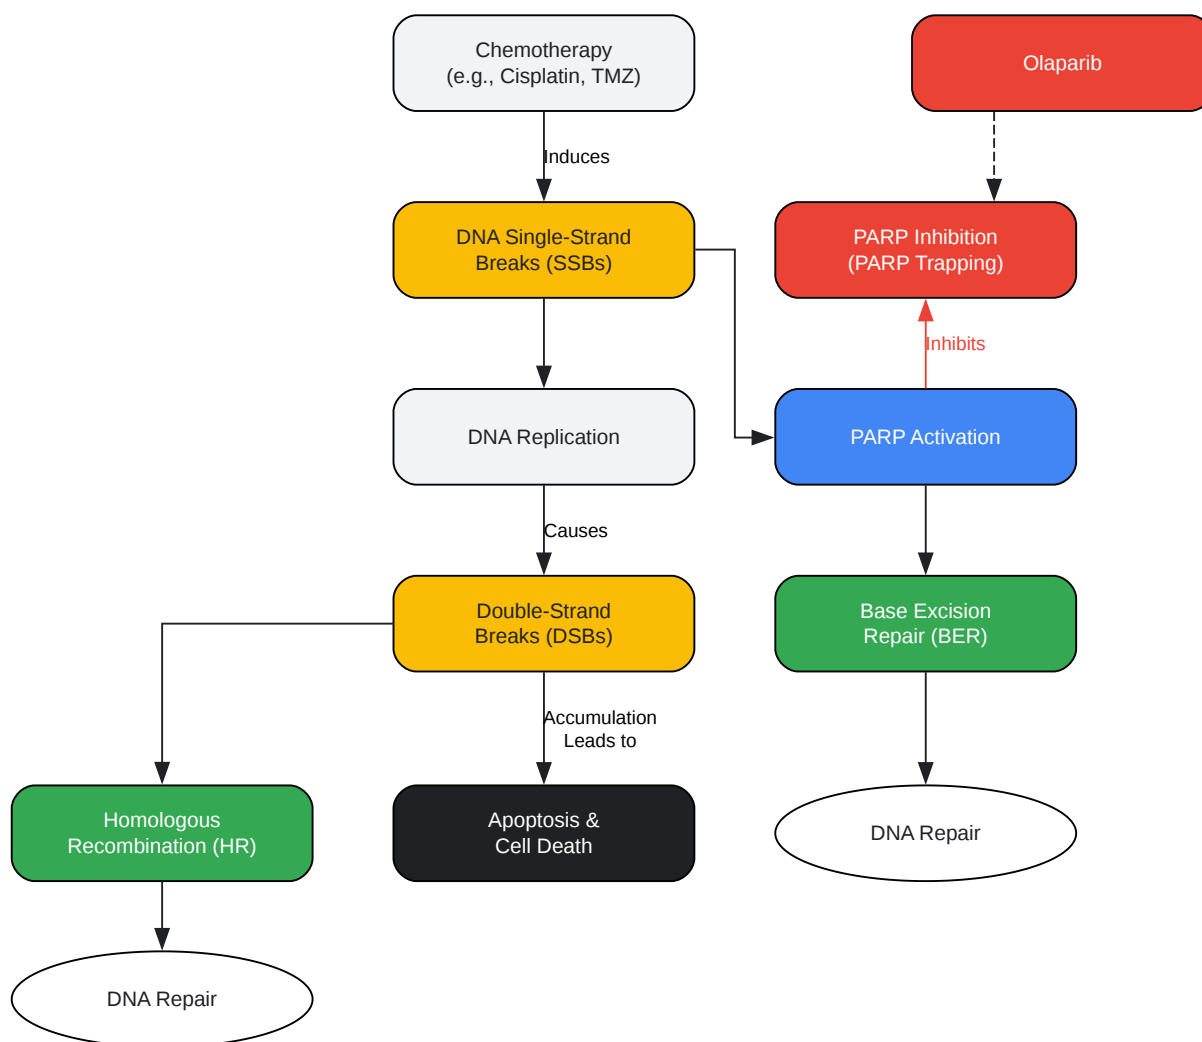 Chemotherapy
(e.g., Cisplatin, TMZ)
Olaparib
Induces
DNA Single-Strand
Breaks (SSBs)
PARP Inhibition
(PARP Trapping)
Inhibits
DNA Replication
PARP Activation
Causes
Double-Strand
Breaks (DSBs)
Base Excision
Repair (BER)
Accumulation
Leads to
Homologous
Recombination (HR)
Apoptosis &
Cell Death
DNA Repair
DNA Repair